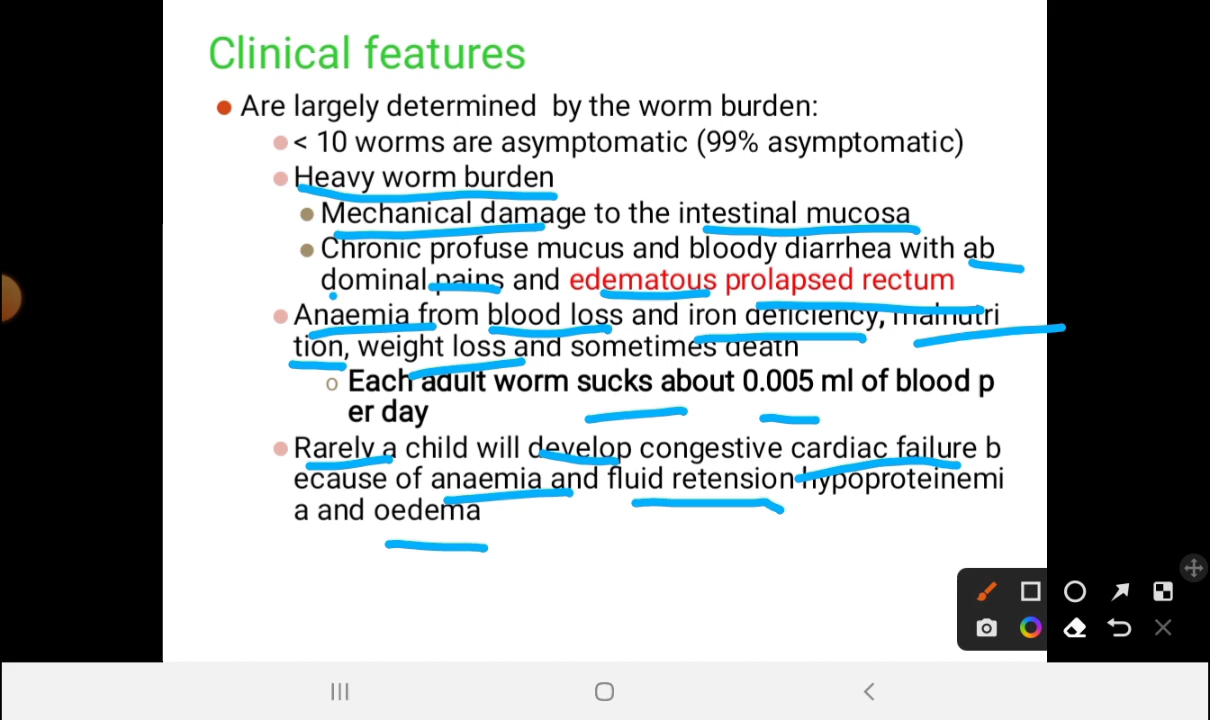 Clinical features
Are largely determined by the worm burden:
< 10 worms are asymptomatic (99% asymptomatic)
Heavy worm burden
Mechanical damage to the intestinal mucosa
Chronic profuse mucus and bloody diarrhea with ab
dominal pains and edematous prolapsed rectum
Anaemia from blood loss and iron deficiency, malnutri
tion, weight loss and sometimes death
o Each adult worm sucks about 0.005 ml of blood p
er day
Rarely a child will develop congestive cardiac failure b
ecause of anaemia and fluid retension hypoproteinemi
a and oedema